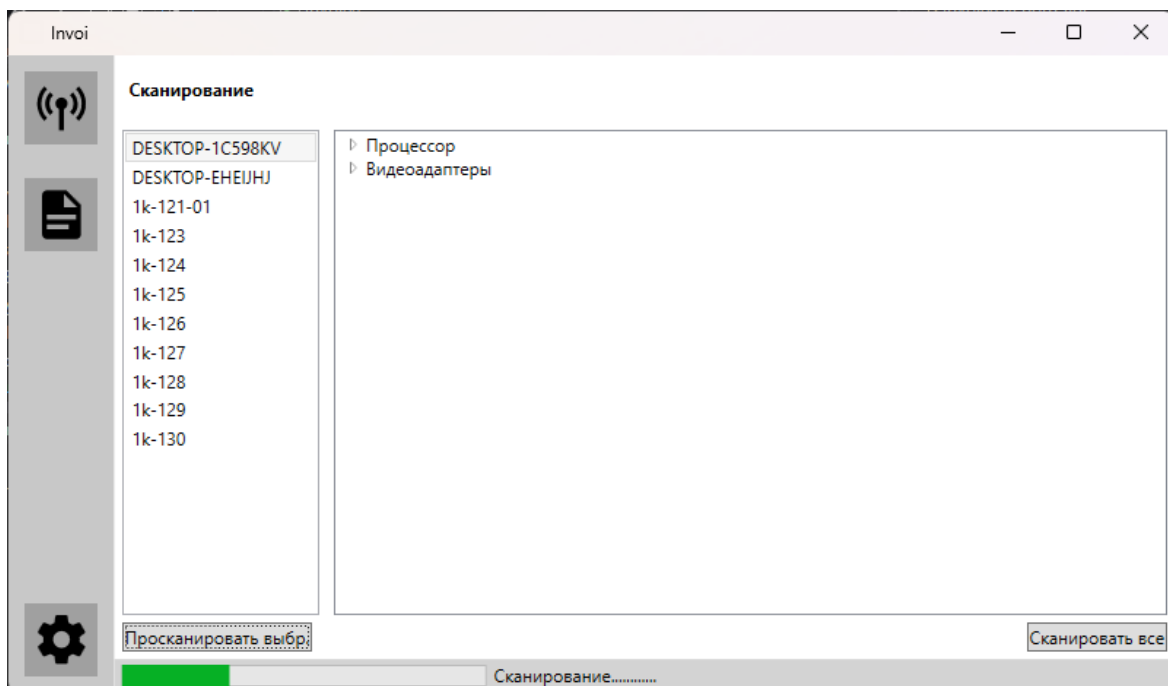 Invoi
Сканирование
DESKTOP-1C598KV
DESKTOP-EHEIJHJ
1k-121-01
1k-123
1k-124
1k-125
1k-126
1k-127
1k-128
1k-129
1k-130
Процессор
Видеоадаптеры
Просканировать выбр
Сканировать все
Сканирование............